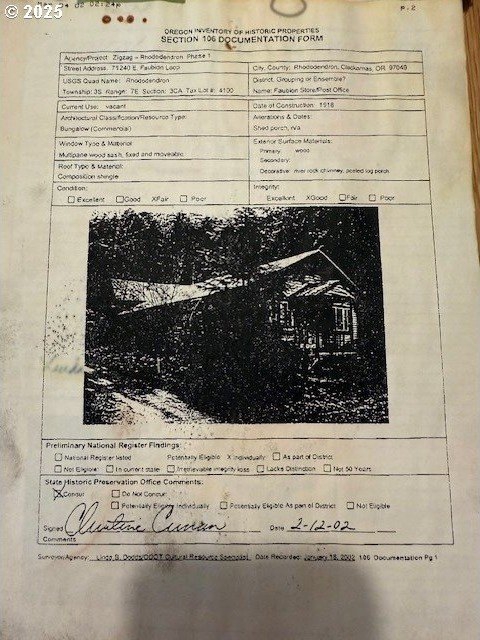 © 2025
02 02:24p
P.2
OREGON INVENTORY OF HISTORIC PROPERTIES
SECTION 106 DOCUMENTATION FORM
Agency/Project: Zigzag - Rhododendron Phase 1
Street Address: 71240 E. Faubion Loop
City, County: Rhododendron, Clackamas, OR 97049
USGS Quad Name: Rhododendron
District, Grouping or Ensemble?
Township: 3S Range: 7E Section: 3CA Tax Lot #: 4100
Name: Faubion Store/Post Office
Current Use: vacant
Date of Construction: 1918
Architectural Classification/Resource Type:
Alterations & Dates:
Bungalow (Commercial)
Shed porch, n/a
Window Type & Material:
Exterior Surface Materials:
Multipane wood sash, fixed and moveable
Primary: wood
Secondary:
Roof Type & Material:
Decorative: river rock chimney, peeled log porch
Composition shingle
Condition:
Integrity:
☐ Excellent ☐ Good X Fair ☐ Poor
Excellent X Good ☐ Fair ☐ Poor
Preliminary National Register Findings:
☐ National Register listed Potentially Eligible: X Individually ☐ As part of District
☐ Not Eligible: ☐ In current state ☐ Irretrievable integrity loss ☐ Lacks Distinction ☐ Not 50 Years
State Historic Preservation Office Comments:
X Concur ☐ Do Not Concur:
☐ Potentially Eligible Individually ☐ Potentially Eligible As part of District ☐ Not Eligible
Signed Christine Curran Date 2-12-02
Comments
Surveyor/Agency: Linda S. Dodds/ODOT Cultural Resource Specialist Date Recorded: January 18, 2002 106 Documentation Pg 1